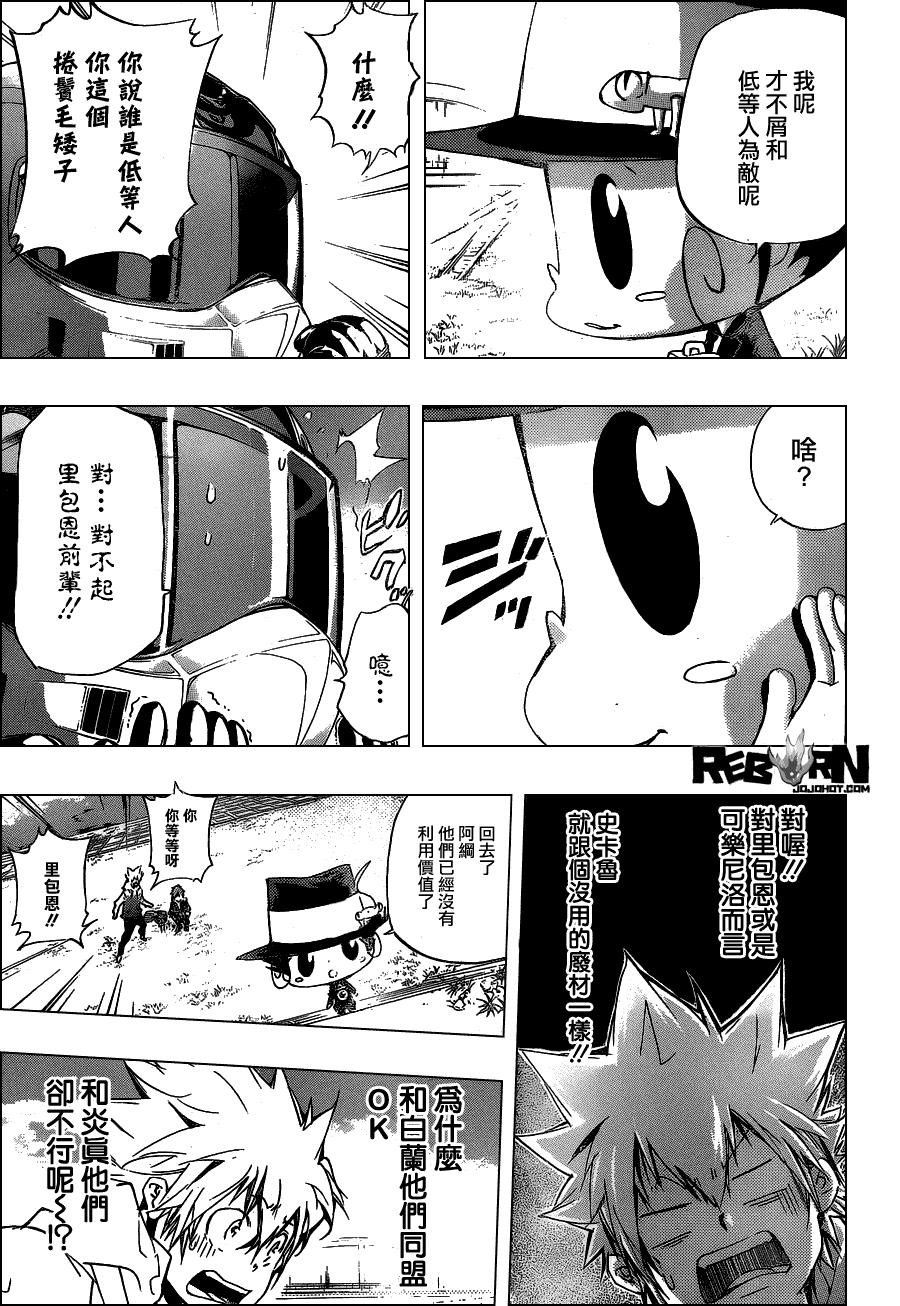 我呢
才不屑和
低等人為敵呢
什麼!!
你說誰是低等人
你這個
捲鬢毛矮子
啥?
噫…
對…對不起
里包恩前輩!!
REBORN
JOJOHOT.COM
對喔!!
對里包恩或是
可樂尼洛而言
史卡魯
就跟個沒用的廢材一樣!!
回去了
阿綱
他們已經沒有
利用價值了
你
你等等呀
里包恩!!
為什麼
和白蘭他們同盟
OK
和炎真他們
卻不行呢~!?